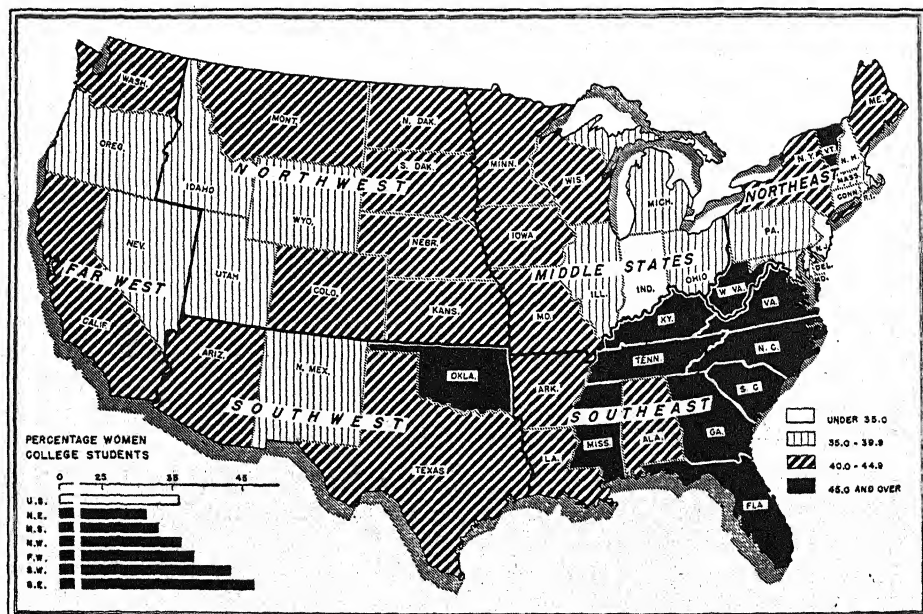 WASH.
MONT.
N. DAK.
MINN.
ME.
OREG.
IDAHO
S. DAK.
WIS.
MICH.
N.Y.
VT.
N. H.
MASS.
CONN.
R.I.
NORTHWEST
NORTHEAST
WYO.
NEBR.
IOWA
PA.
N.J.
DEL.
MD.
NEV.
UTAH
COLO.
KANS.
MIDDLE STATES
ILL.
IND.
OHIO
W VA.
VA.
FAR WEST
CALIF.
MO.
KY.
ARIZ.
N. MEX.
OKLA.
ARK.
TENN.
N. C.
S. C.
SOUTHWEST
SOUTHEAST
TEXAS
LA.
MISS
ALA.
GA.
FLA
UNDER 35.0
35.0 - 39.9
40.0 - 44.9
45.0 AND OVER
PERCENTAGE WOMEN
COLLEGE STUDENTS
0 25 35 45
U.S.
N.E.
M.S.
N.W.
F.W.
S.W.
S.E.